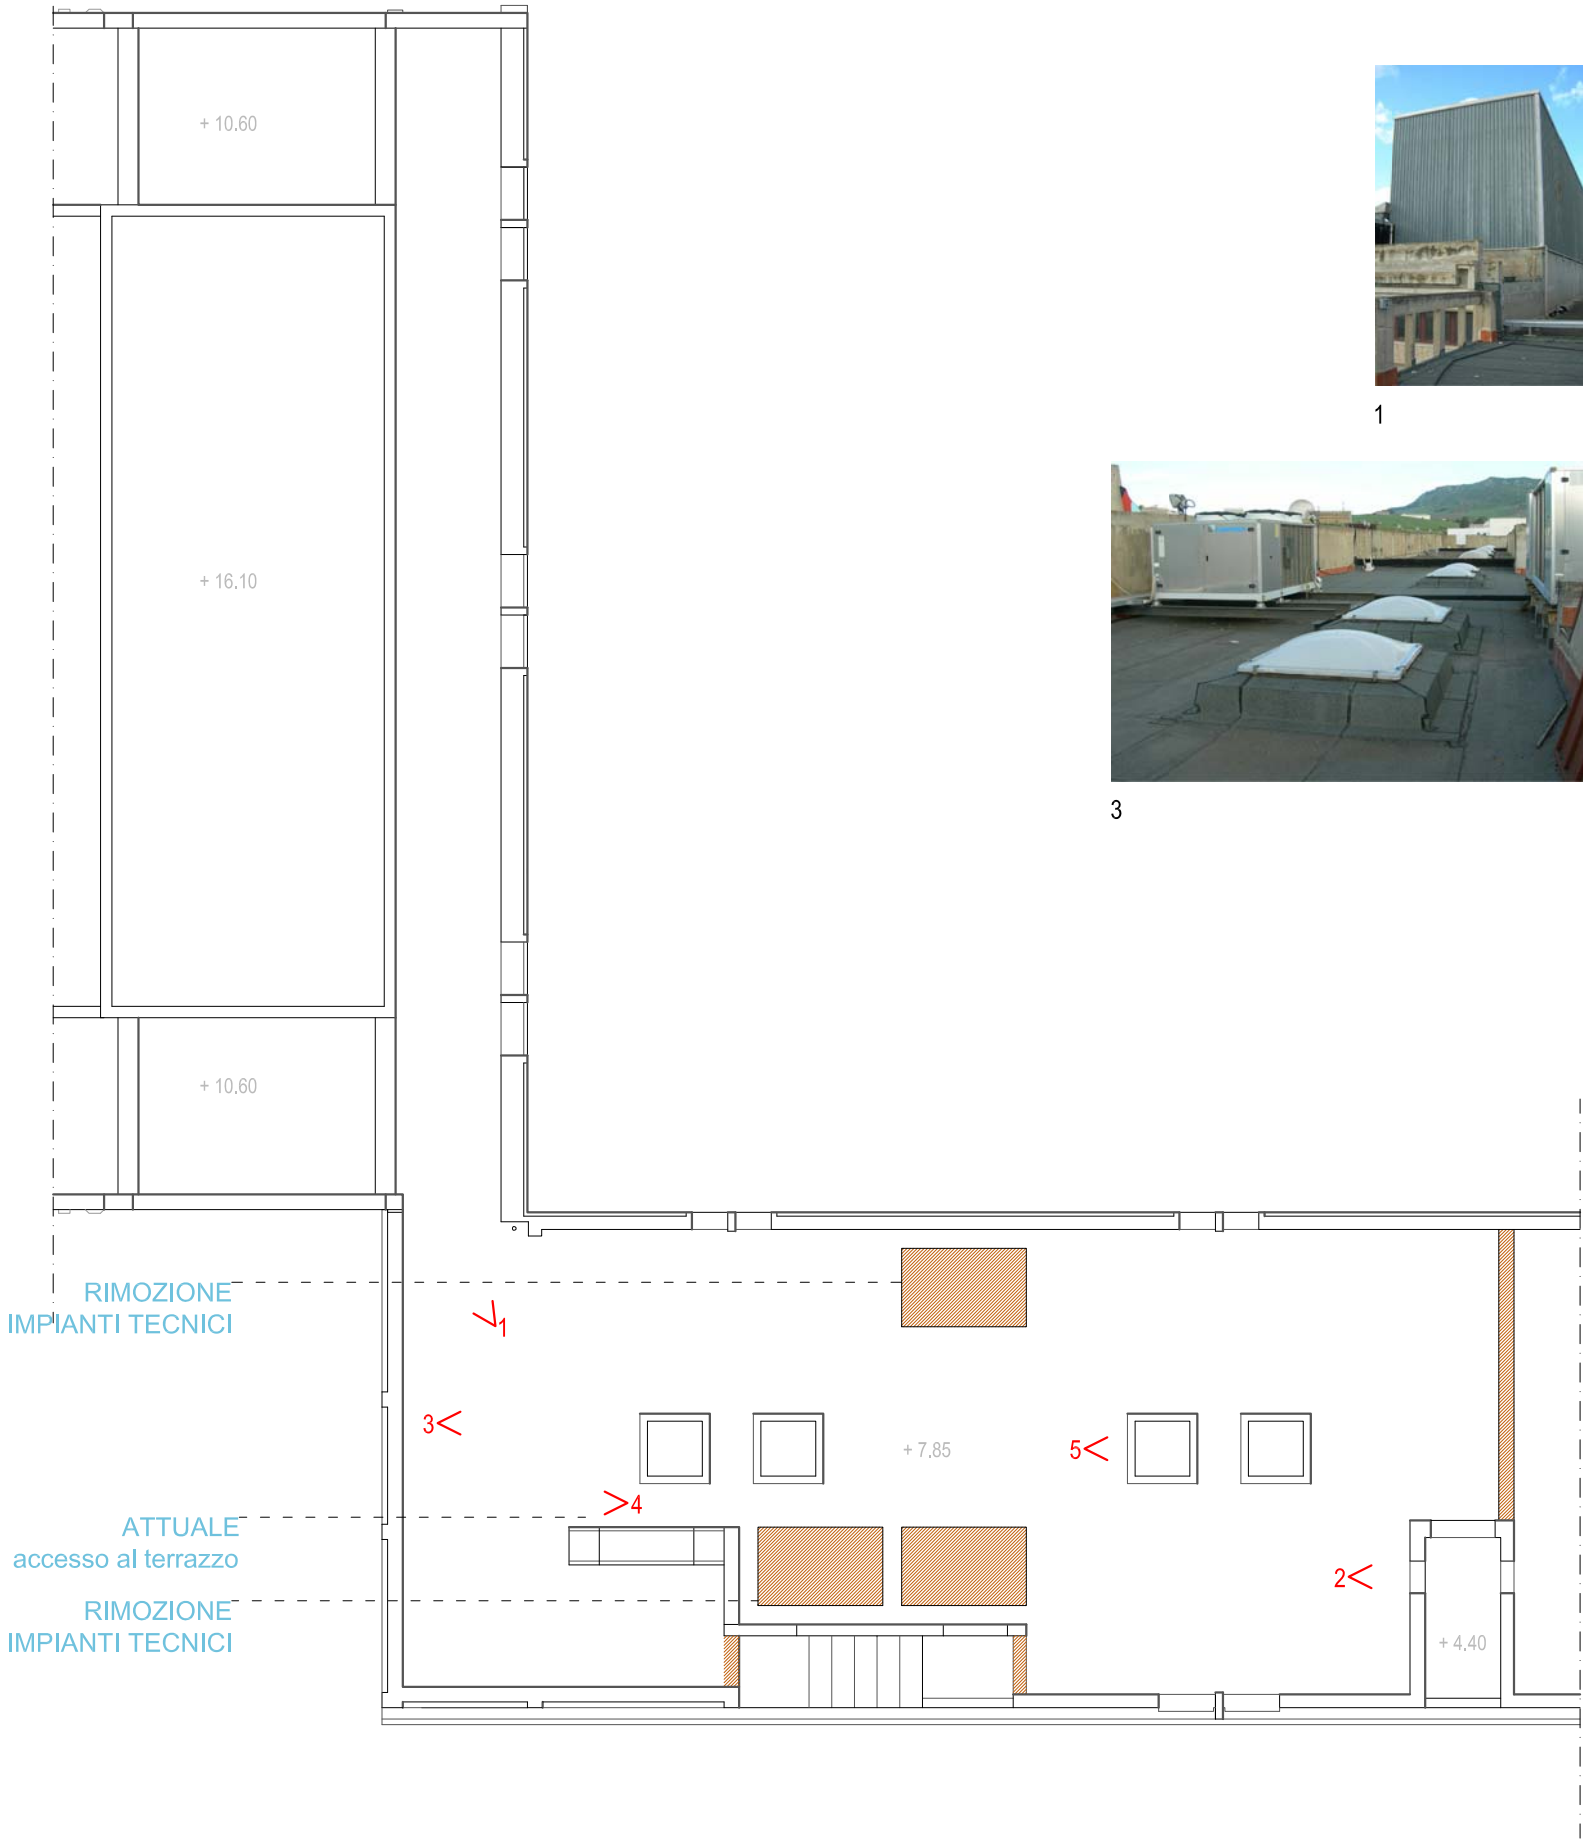 + 10.60
1
+ 16.10
3
+ 10.60
RIMOZIONE
IMPIANTI TECNICI
1
3
+ 7.85
5
4
ATTUALE
accesso al terrazzo
2
RIMOZIONE
IMPIANTI TECNICI
+ 4.40